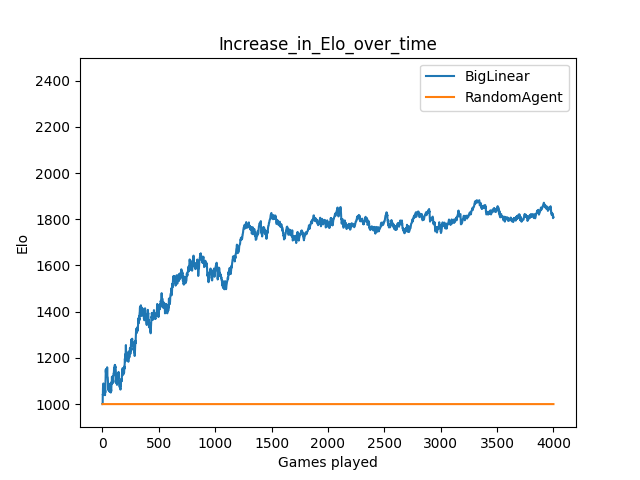 Increase_in_Elo_over_time
BigLinear
RandomAgent
Elo
2400
2200
2000
1800
1600
1400
1200
1000
0 500 1000 1500 2000 2500 3000 3500 4000
Games played